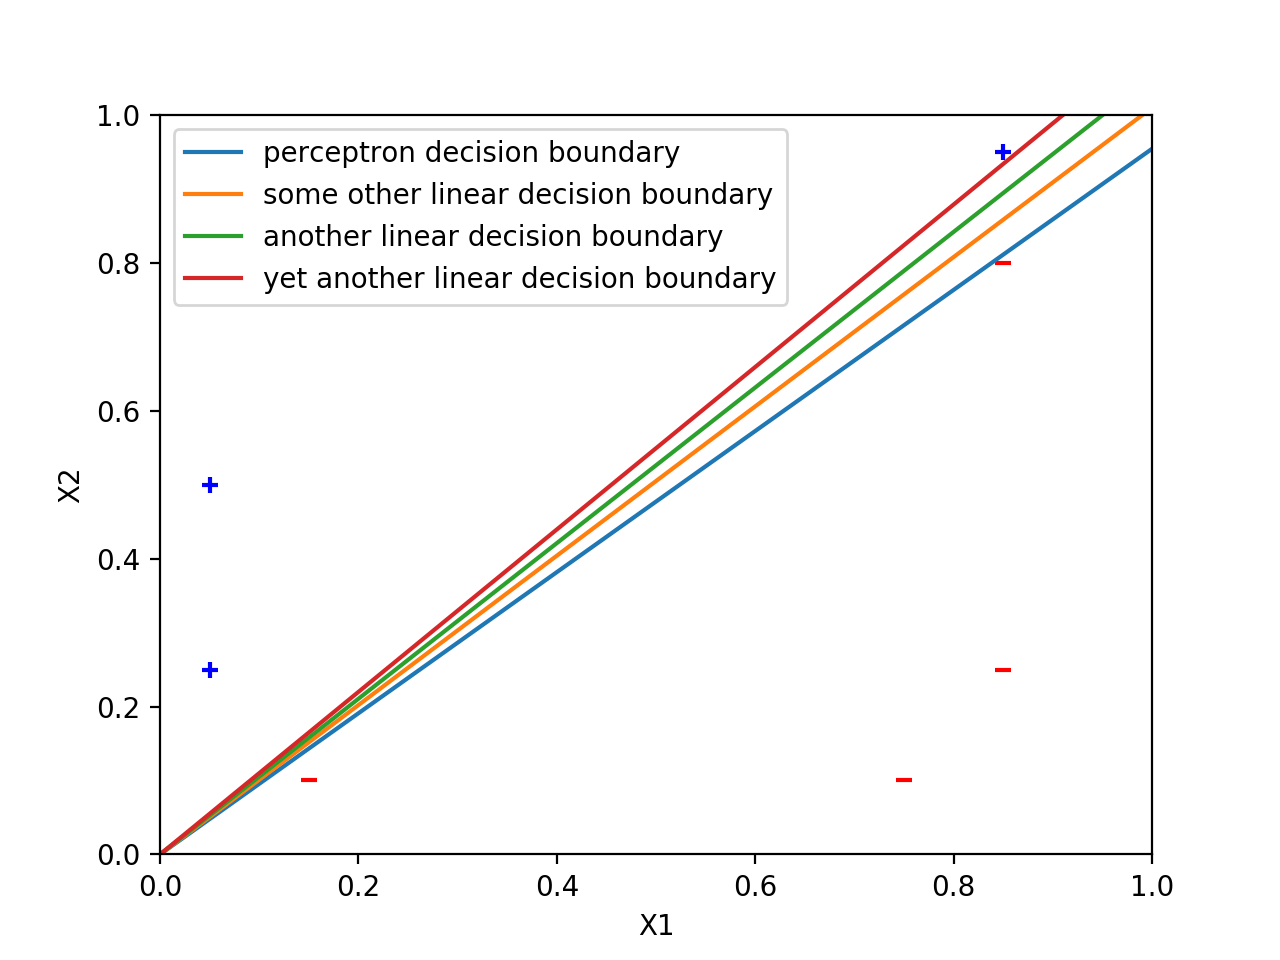 perceptron decision boundary
some other linear decision boundary
another linear decision boundary
yet another linear decision boundary
1.0
0.8
0.6
0.4
0.2
0.0
X2
0.0 0.2 0.4 0.6 0.8 1.0
X1